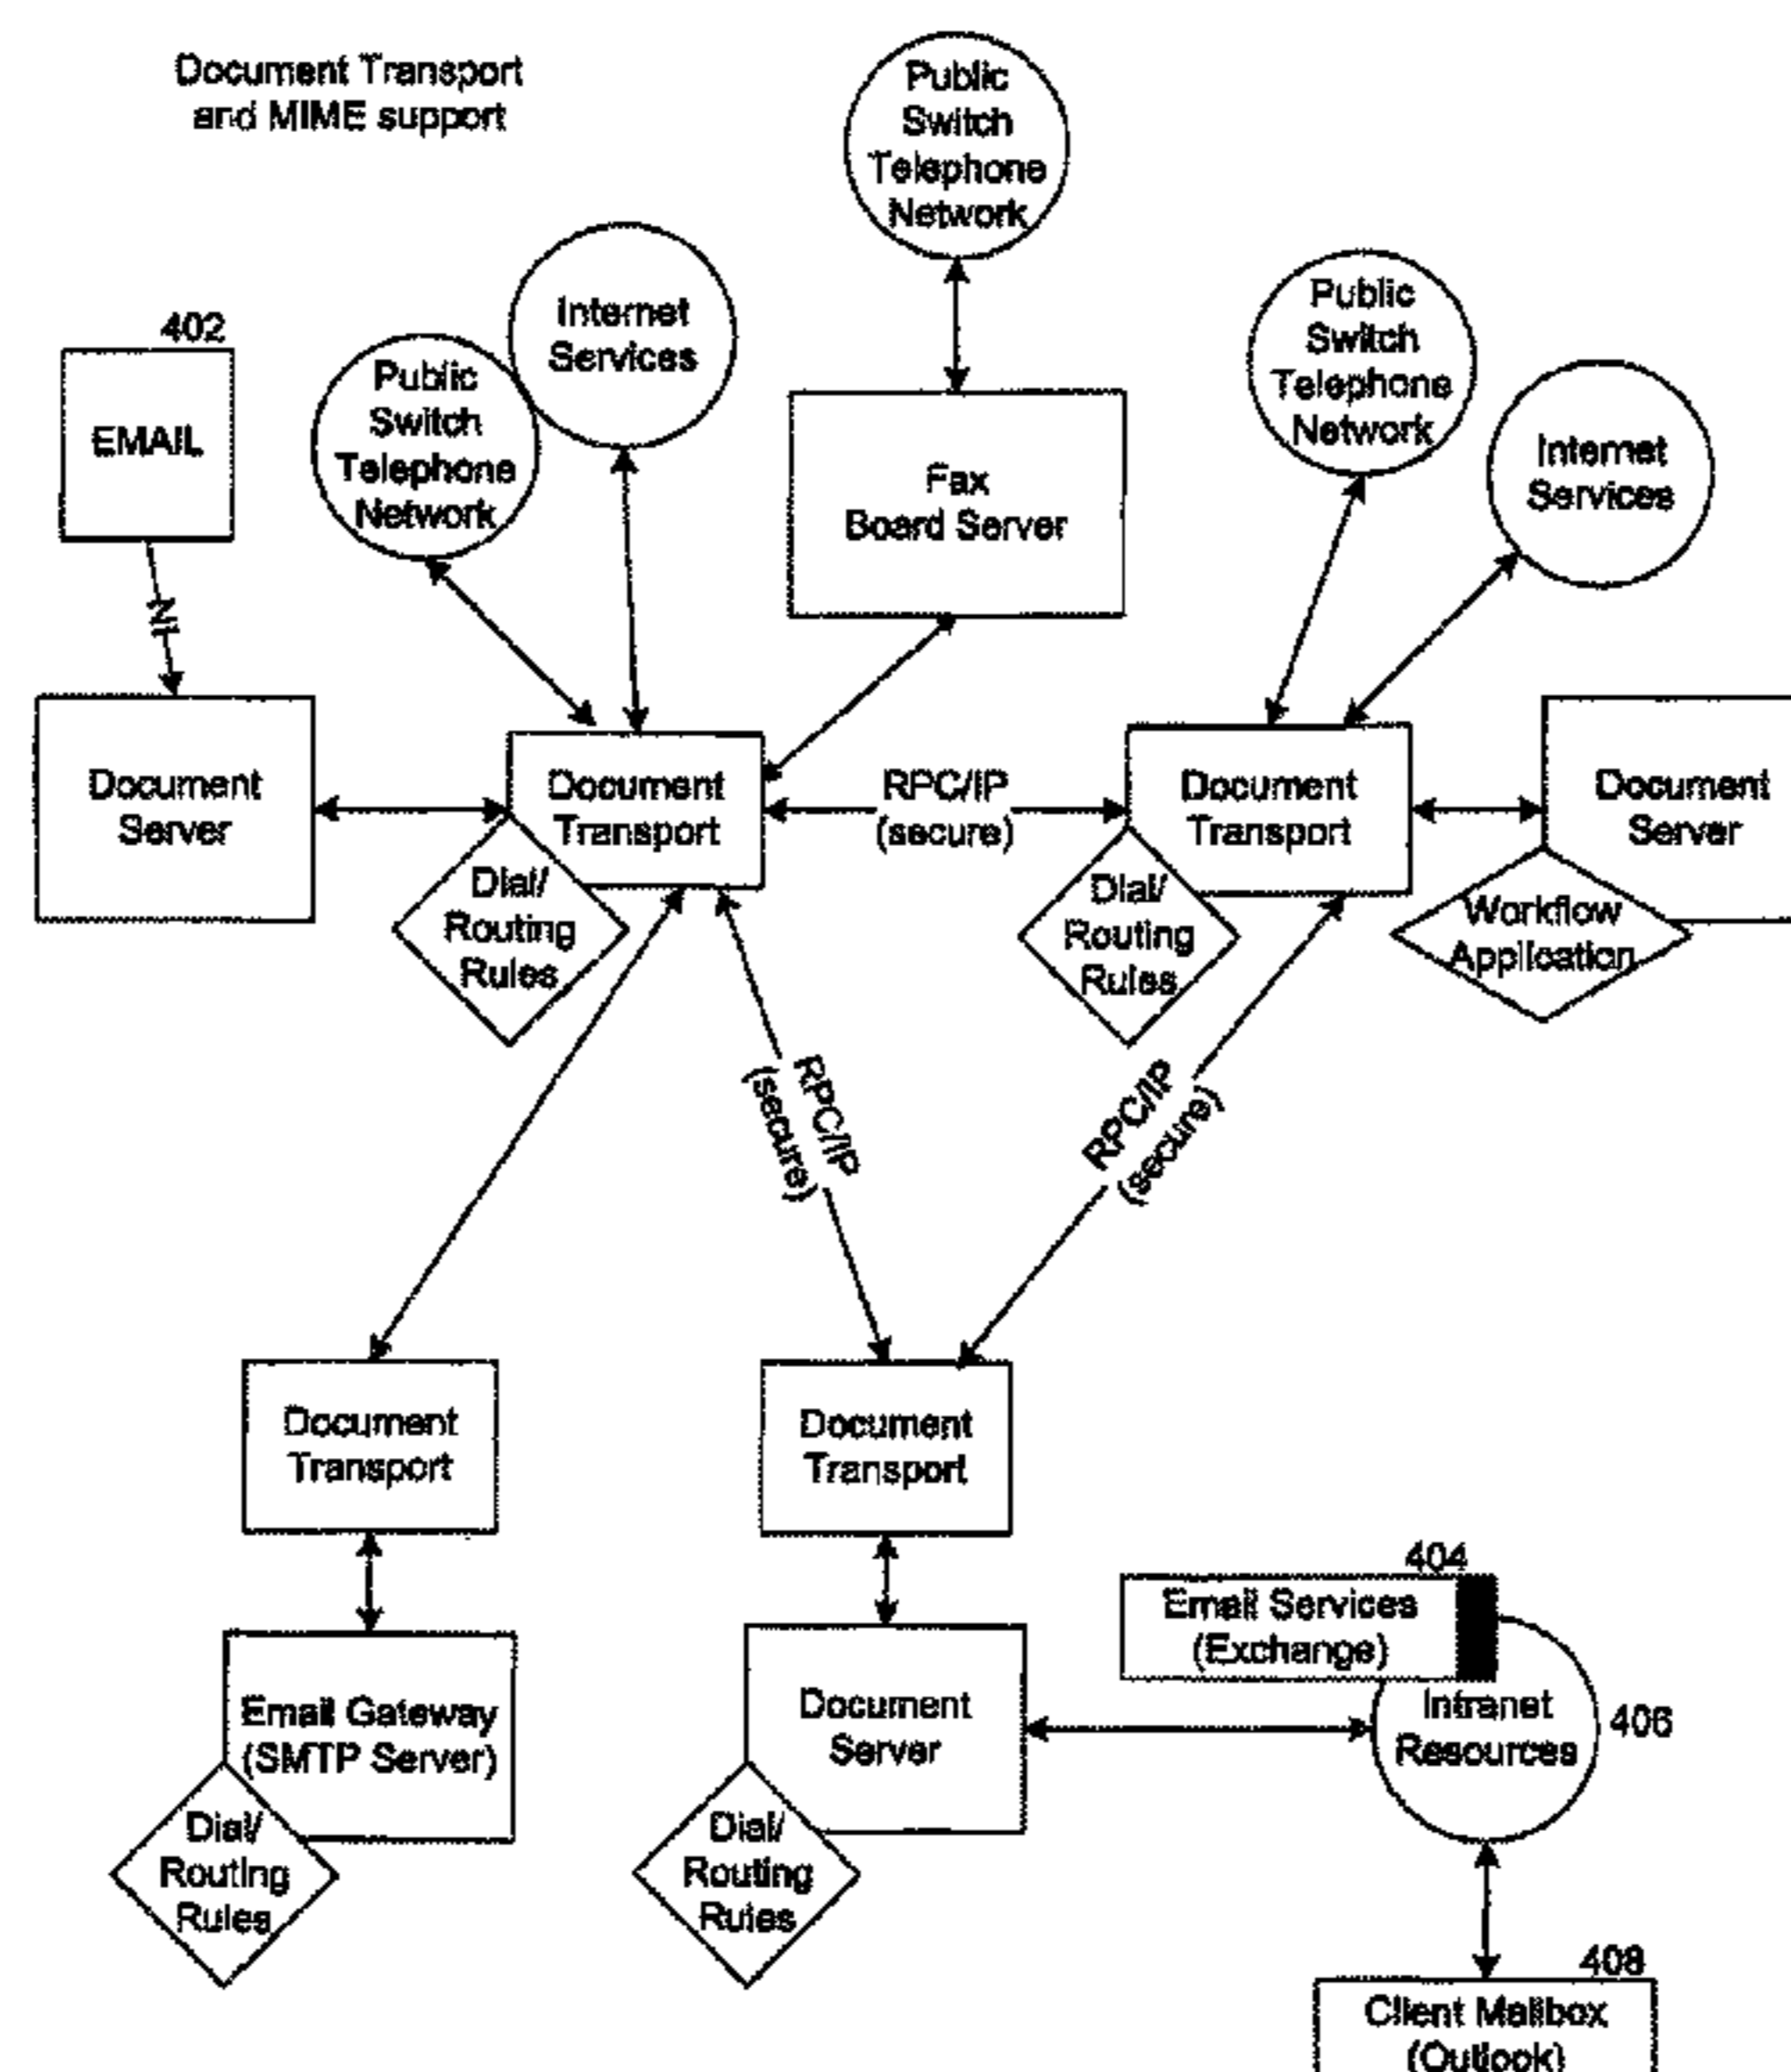 Document Transport
and MIME support
Public
Switch
Telephone
Network
402
EMAIL
Public
Switch
Telephone
Network
Internet
Services
Fax
Board Server
Public
Switch
Telephone
Network
Internet
Services
IN
Document
Server
Document
Transport
RPC/IP
(secure)
Document
Transport
Document
Server
Dial/
Routing
Rules
Dial/
Routing
Rules
Workflow
Application
RPC/IP
(secure)
RPC/IP
(secure)
Document
Transport
Document
Transport
404
Email Services
(Exchange)
Email Gateway
(SMTP Server)
Document
Server
Intranet
Resources
406
Dial/
Routing
Rules
Dial/
Routing
Rules
408
Client Mailbox
(Outlook)